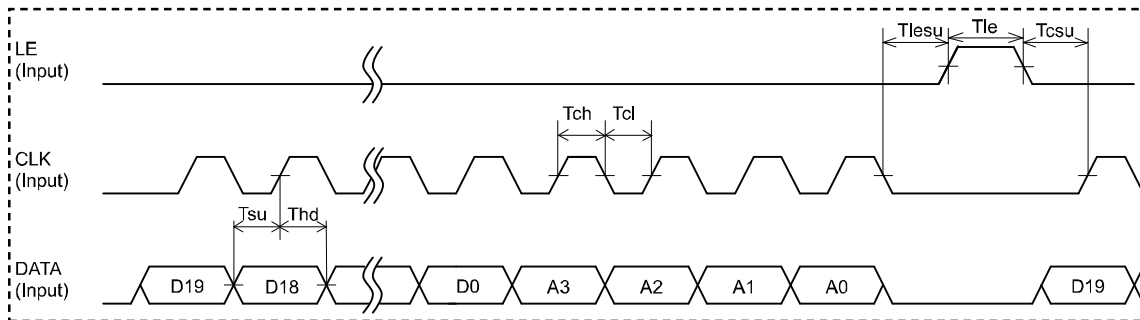 LE
(Input)
Tlesu Tle Tcsu
CLK
(Input)
Tch Tcl
Tsu Thd
DATA
(Input)
D19 D18 D0 A3 A2 A1 A0 D19